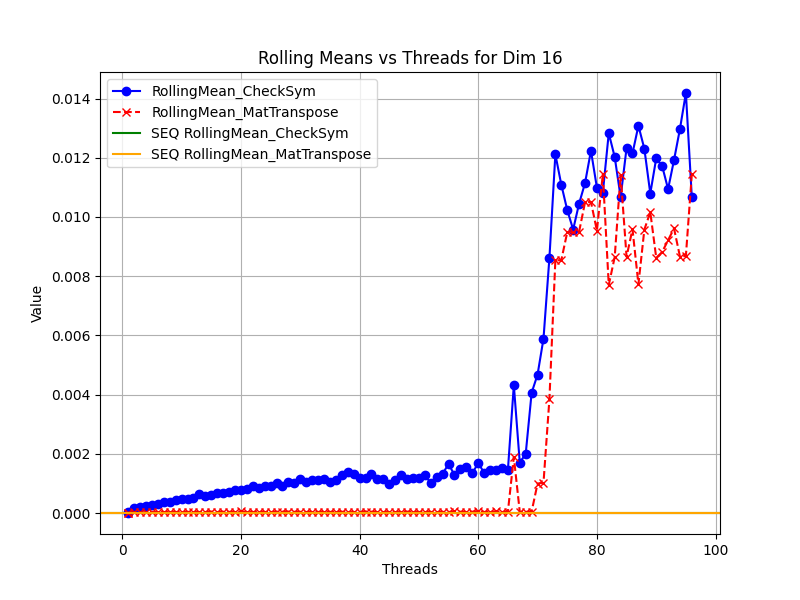 Rolling Means vs Threads for Dim 16
RollingMean_CheckSym
RollingMean_MatTranspose
SEQ RollingMean_CheckSym
SEQ RollingMean_MatTranspose
0.014
0.012
0.010
0.008
0.006
0.004
0.002
0.000
Value
0
20
40
60
80
100
Threads